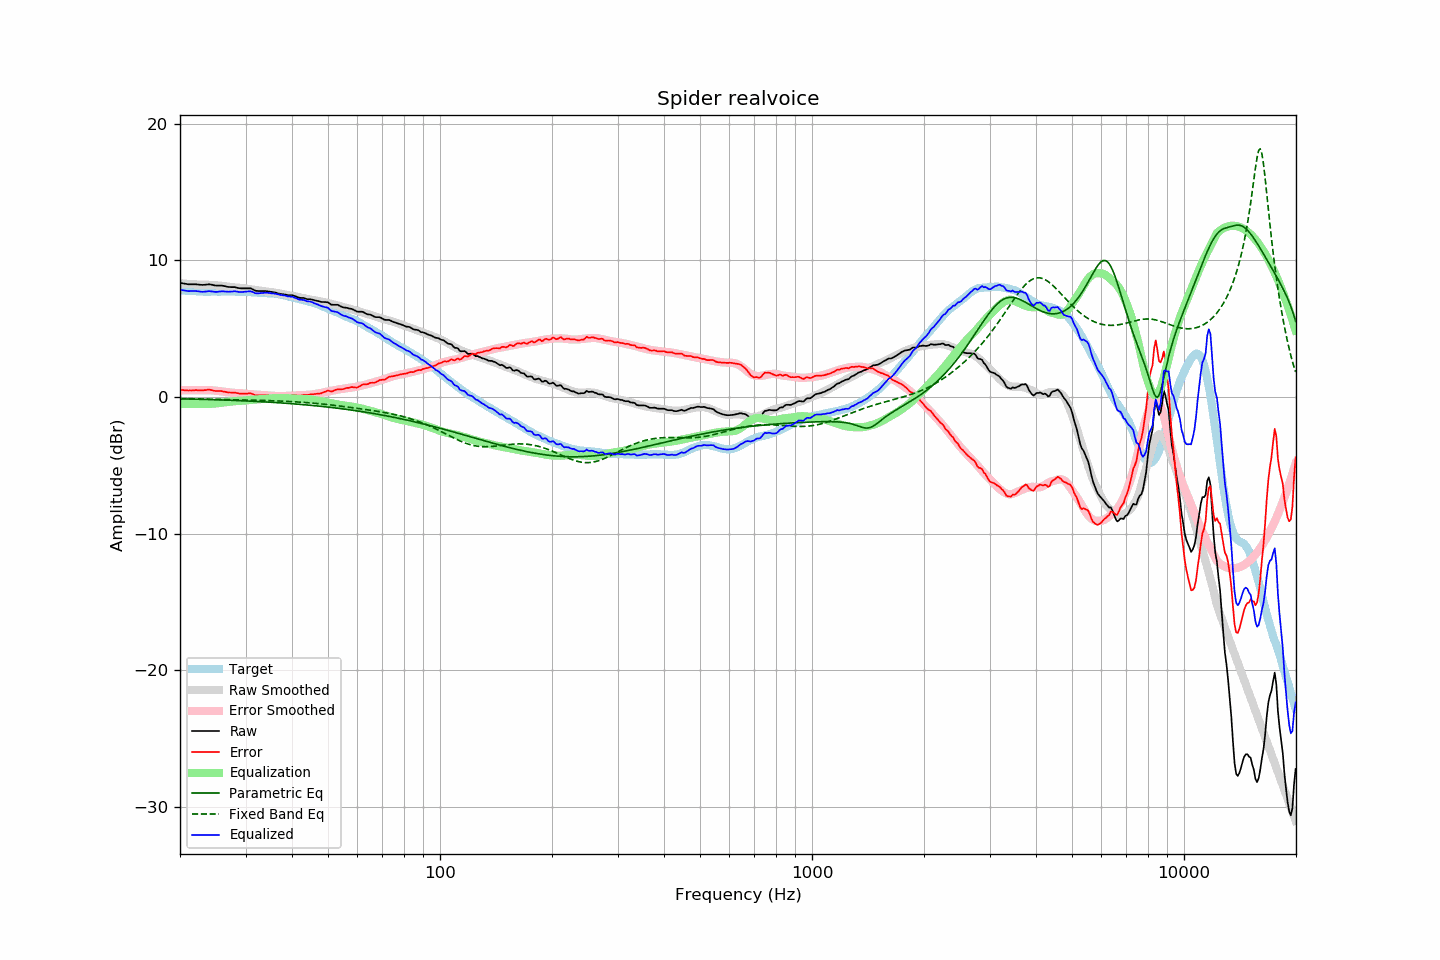 Spider realvoice
20
10
0
−10
−20
−30
Amplitude (dBr)
Target
Raw Smoothed
Error Smoothed
Raw
Error
Equalization
Parametric Eq
Fixed Band Eq
Equalized
100
1000
10000
Frequency (Hz)